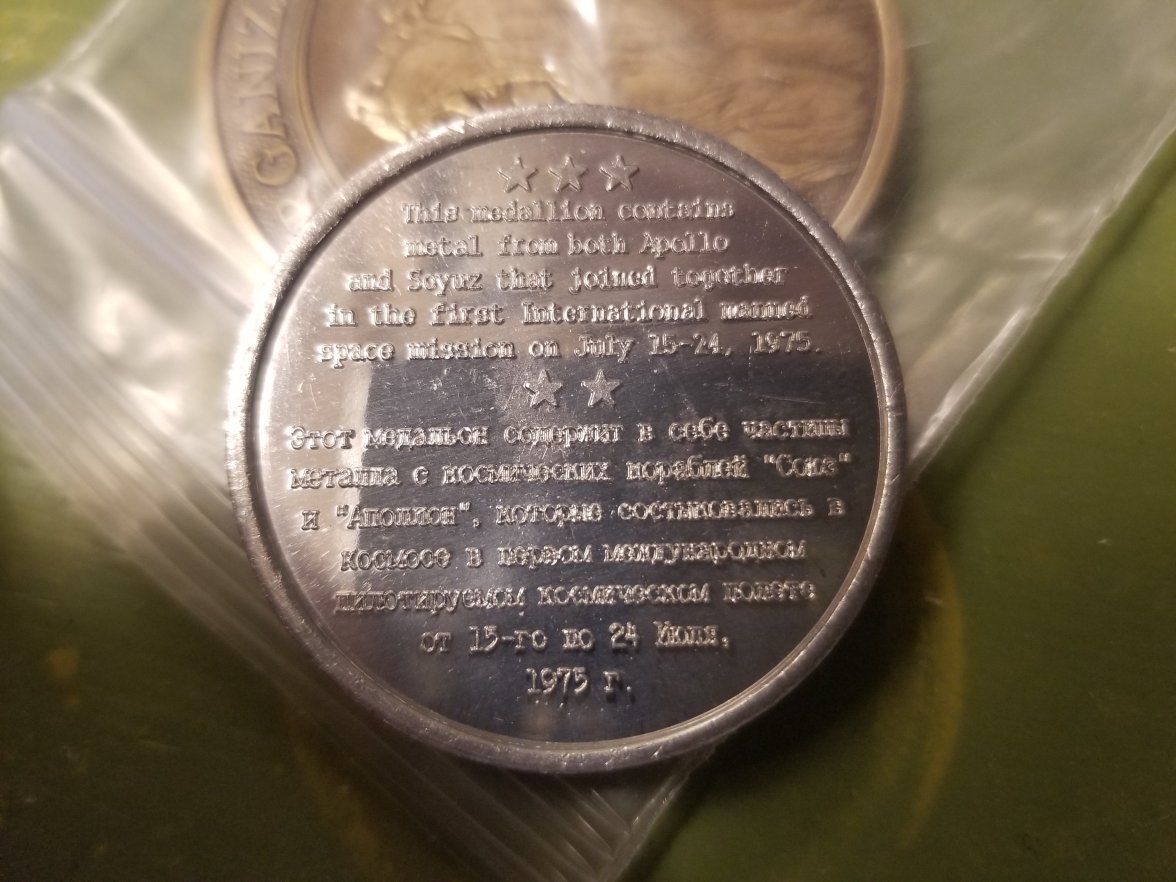 GANIZ
★ ★ ★
This medallion contains
metal from both Apollo
and Soyuz that joined together
in the first International manned
space mission on July 15-24, 1975.
★ ★
Этот медальон содержит в себе частицы
металла с космических кораблей "Союз"
и "Аполлон", которые состыковались в
космосе в первом международном
пилотируемом космическом полете
от 15-го по 24 Июля,
1975 г.